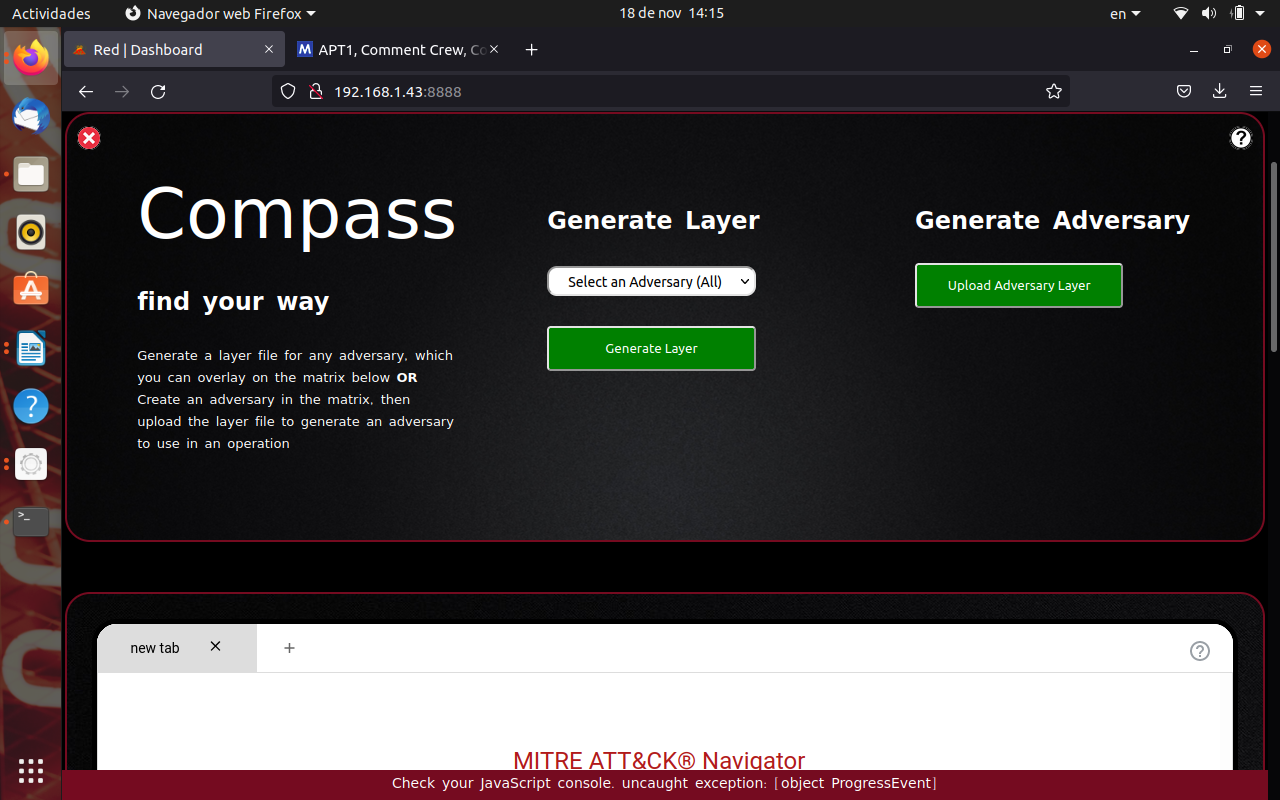 Actividades
Navegador web Firefox
18 de nov 14:15
en
Red | Dashboard
APT1, Comment Crew, Co
192.168.1.43:8888
Compass
find your way
Generate a layer file for any adversary, which
you can overlay on the matrix below OR
Create an adversary in the matrix, then
upload the layer file to generate an adversary
to use in an operation
Generate Layer
Select an Adversary (All)
Generate Layer
Generate Adversary
Upload Adversary Layer
new tab
MITRE ATT&CK® Navigator
Check your JavaScript console. uncaught exception: [object ProgressEvent]